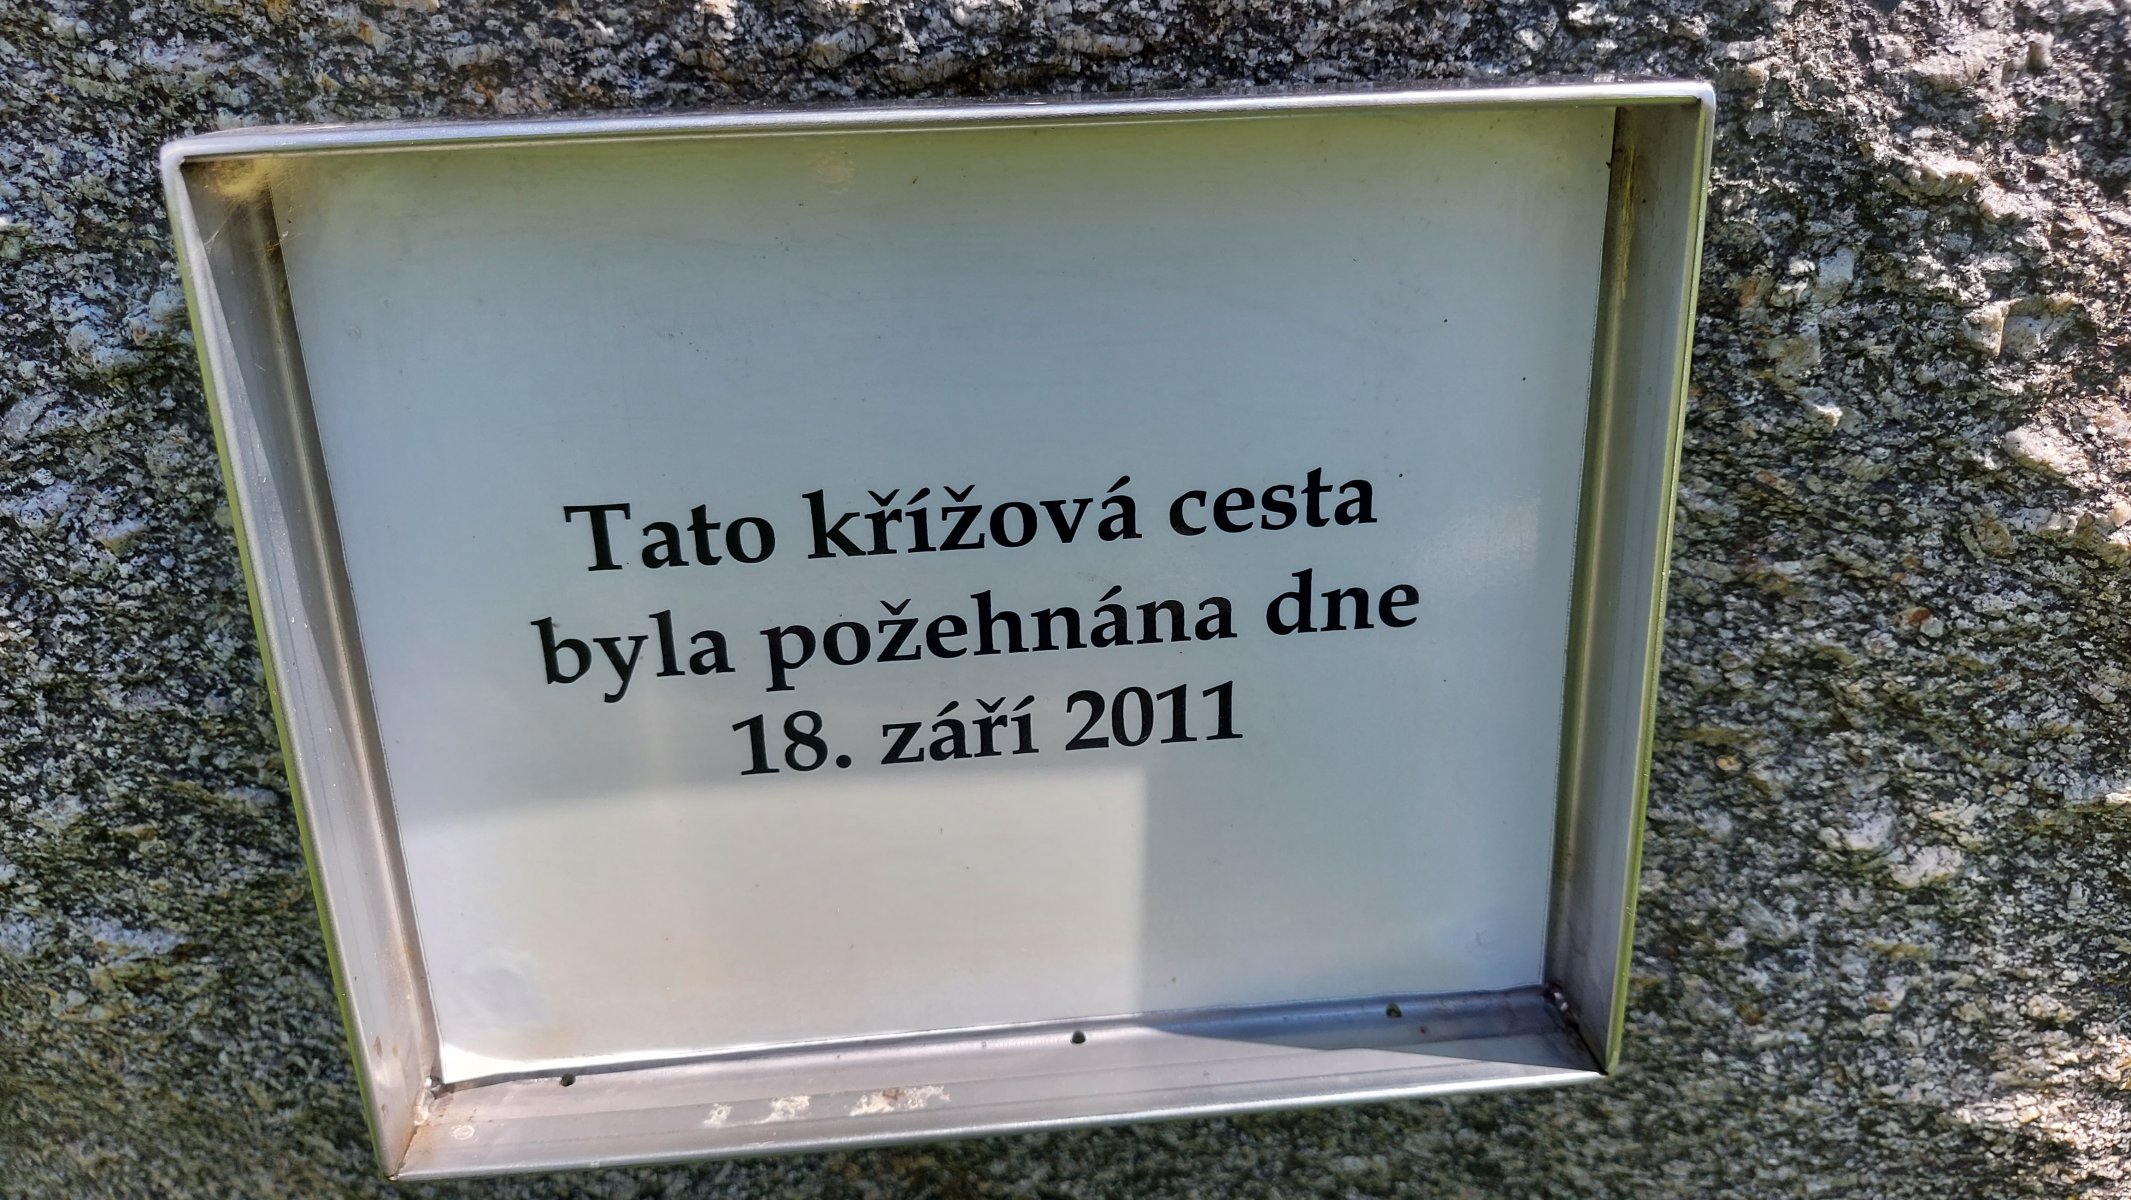 Tato křížová cesta
byla požehnána dne
18. září 2011